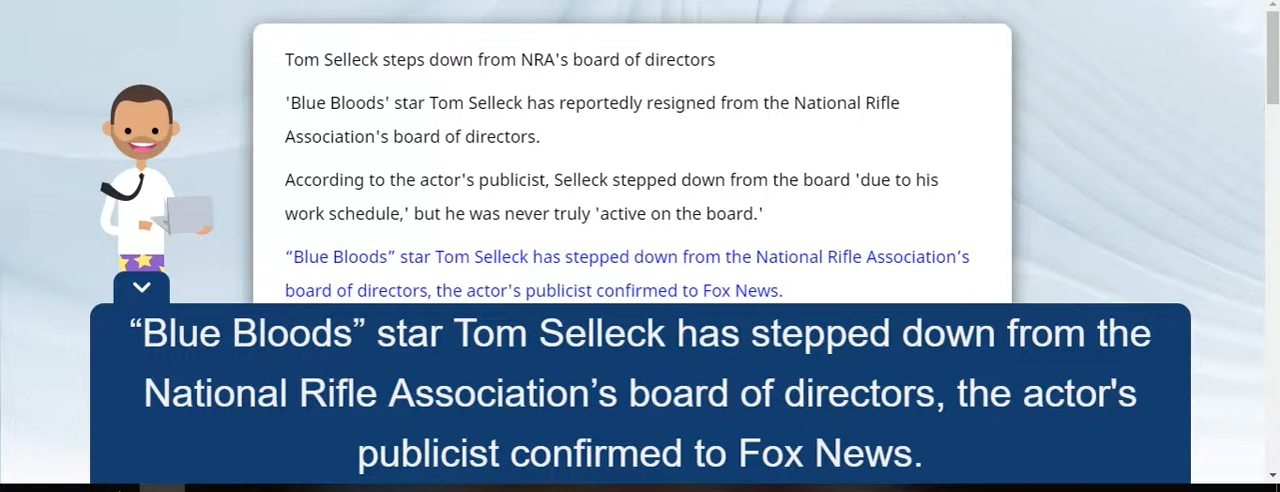 Tom Selleck steps down from NRA's board of directors
'Blue Bloods' star Tom Selleck has reportedly resigned from the National Rifle
Association's board of directors.
According to the actor's publicist, Selleck stepped down from the board 'due to his
work schedule,' but he was never truly 'active on the board.'
“Blue Bloods” star Tom Selleck has stepped down from the National Rifle Association’s
board of directors, the actor's publicist confirmed to Fox News.
“Blue Bloods” star Tom Selleck has stepped down from the
National Rifle Association’s board of directors, the actor's
publicist confirmed to Fox News.